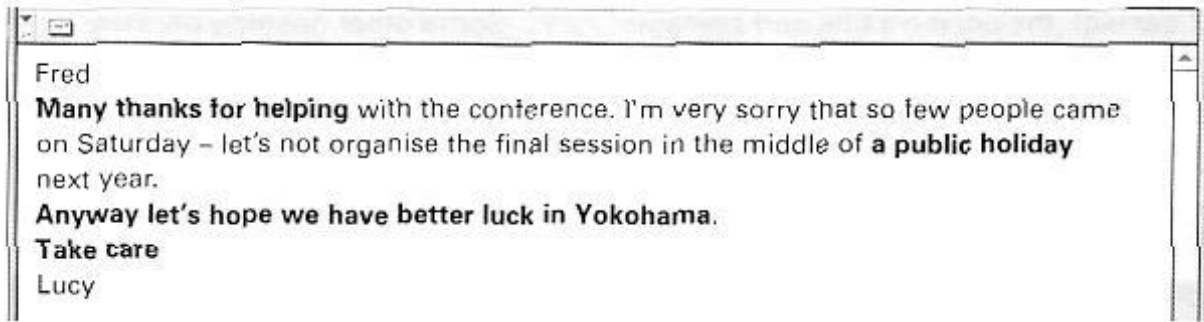 Fred
Many thanks for helping with the conference. I'm very sorry that so few people came
on Saturday – let's not organise the final session in the middle of a public holiday
next year.
Anyway let's hope we have better luck in Yokohama.
Take care
Lucy